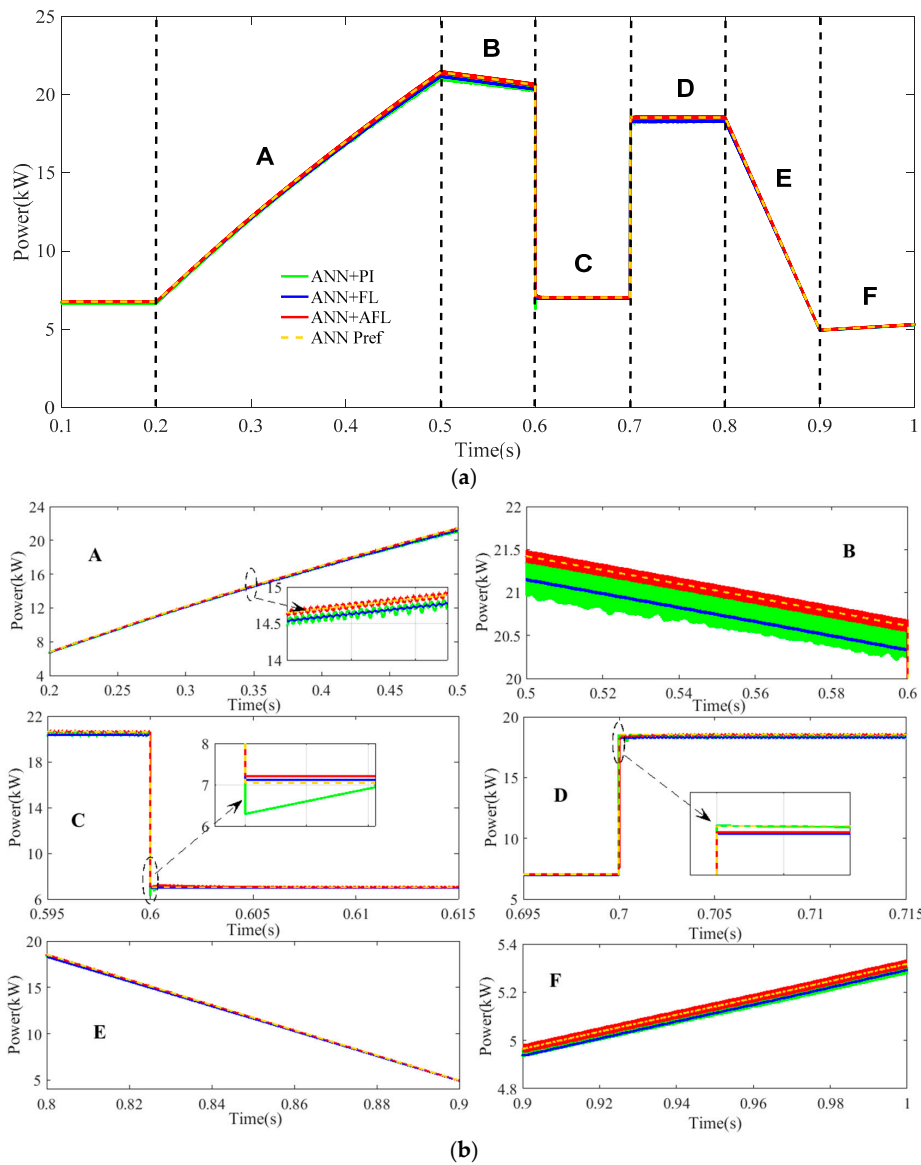 25
20
15
10
5
0
Power(kW)
A
B
C
D
E
F
ANN+PI
ANN+FL
ANN+AFL
ANN Pref
0.1 0.2 0.3 0.4 0.5 0.6 0.7 0.8 0.9 1
Time(s)
(a)
24
20
16
12
8
4
Power(kW)
A
15
14.5
14
0.2 0.25 0.3 0.35 0.4 0.45 0.5
Time(s)
22
21.5
21
20.5
20
Power(kW)
B
0.5 0.52 0.54 0.56 0.58 0.6
Time(s)
22
20
18
16
14
12
10
8
6
Power(kW)
C
8
7
6
0.595 0.6 0.605 0.61 0.615
Time(s)
20
15
10
5
Power(kW)
D
0.695 0.7 0.705 0.71 0.715
Time(s)
20
15
10
5
Power(kW)
E
0.8 0.82 0.84 0.86 0.88 0.9
Time(s)
5.4
5.2
5
4.8
Power(kW)
F
0.9 0.92 0.94 0.96 0.98 1
Time(s)
(b)